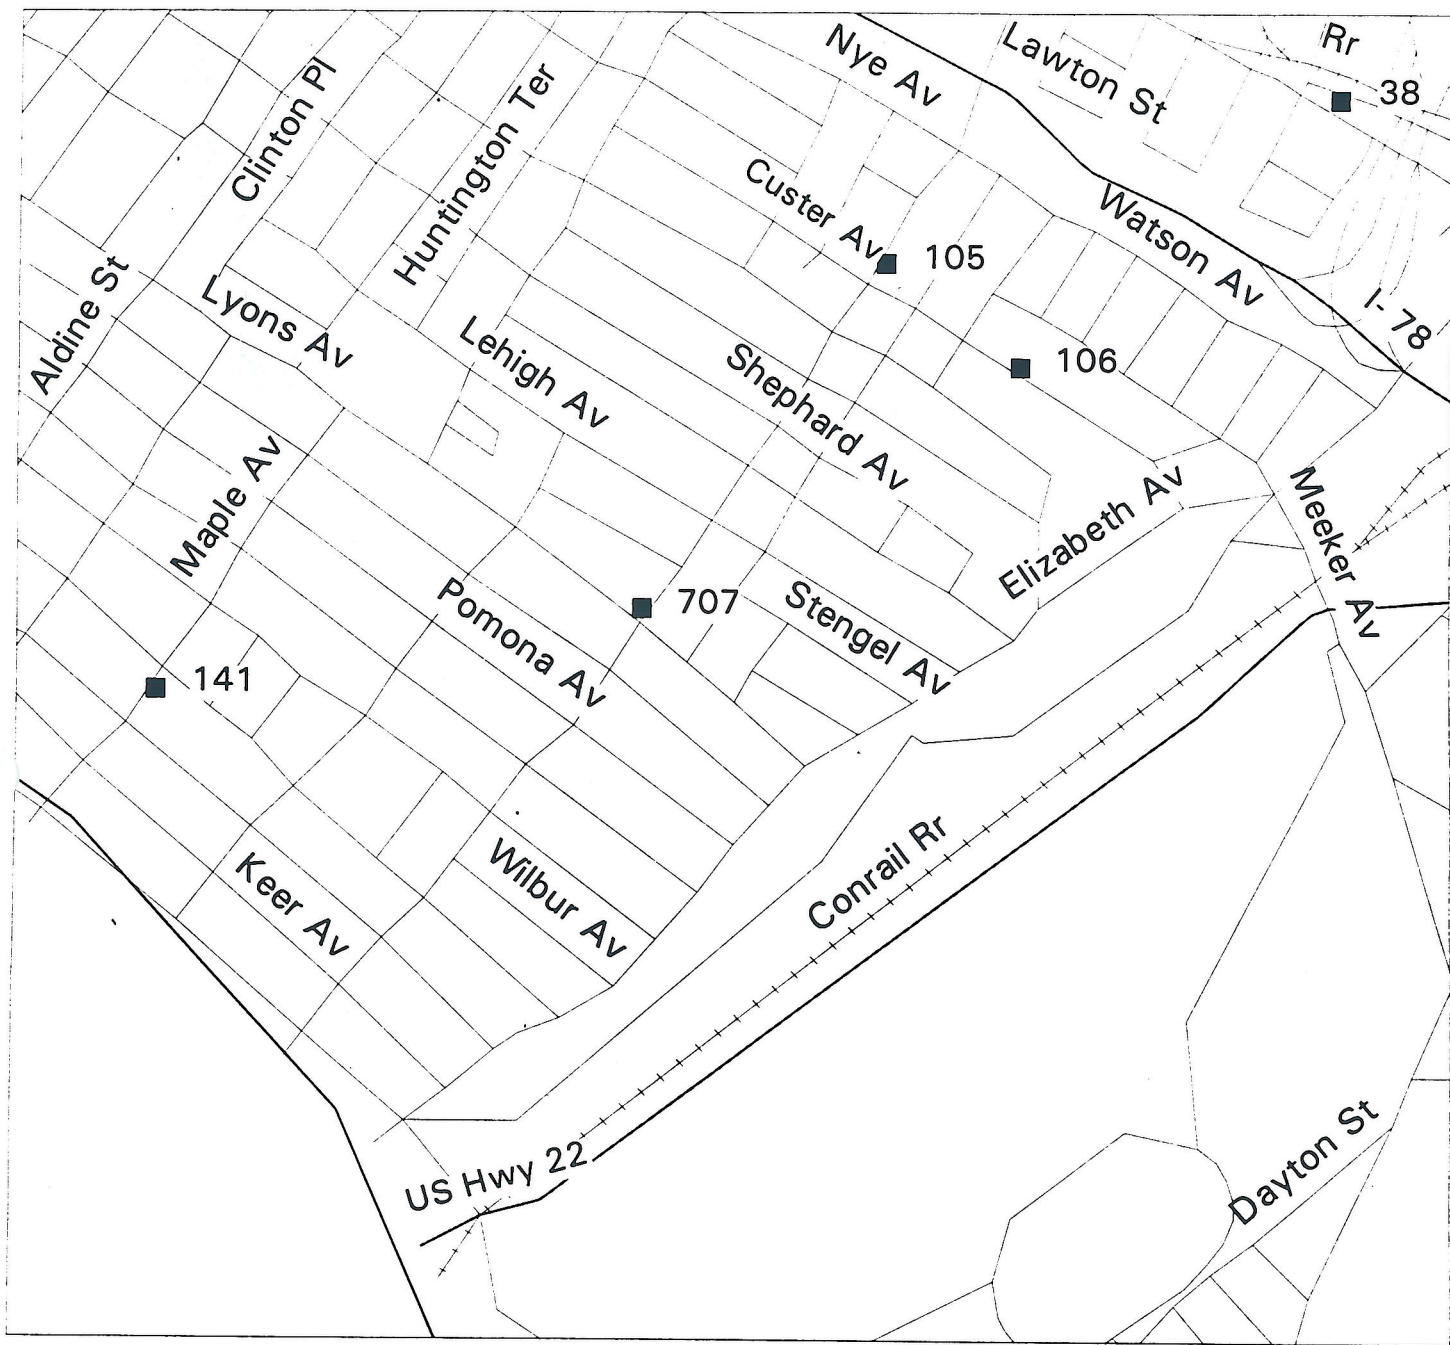 Nye Av
Lawton St
Rr
38
Clinton Pl
Huntington Ter
Custer Av
105
Watson Av
I-78
Aldine St
Lyons Av
Lehigh Av
Shephard Av
106
Maple Av
Elizabeth Av
Meeker Av
Pomona Av
707
Stengel Av
141
Keer Av
Wilbur Av
Conrail Rr
US Hwy 22
Dayton St